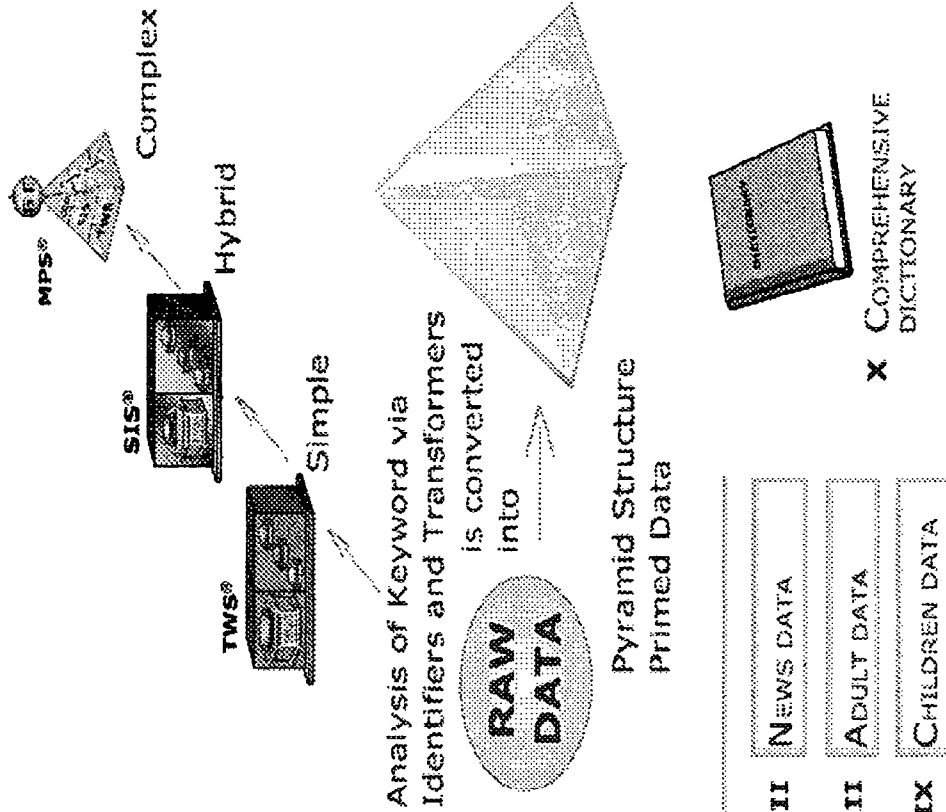 MPS®
Complex
SIS®
Hybrid
TWS®
Simple
Analysis of Keyword via
Identifiers and Transformers
is converted
into
RAW
DATA
Pyramid Structure
Primed Data
II NEWS DATA
II ADULT DATA
IX CHILDREN DATA
DICTIONARY
X COMPREHENSIVE
DICTIONARY